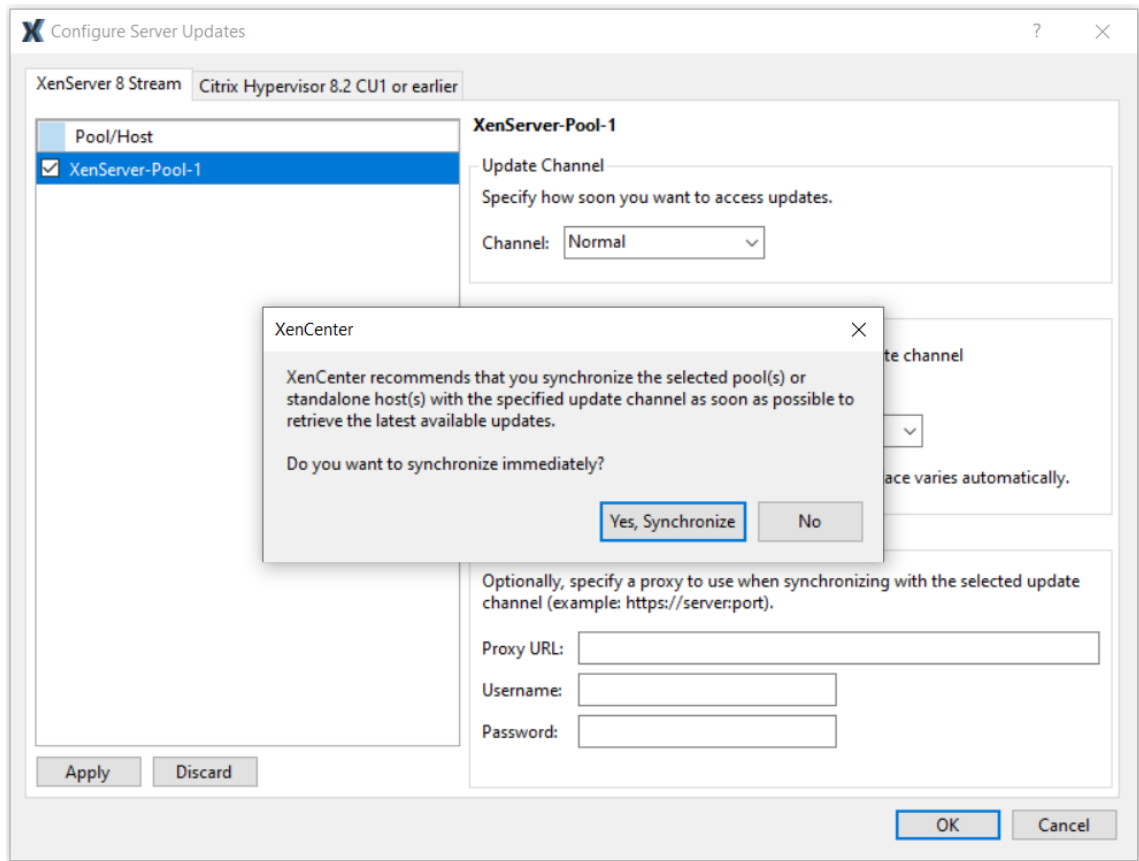 Configure Server Updates
?
XenServer 8 Stream
Citrix Hypervisor 8.2 CU1 or earlier
Pool/Host
XenServer-Pool-1
XenServer-Pool-1
Update Channel
Specify how soon you want to access updates.
Channel: Normal
te channel
ace varies automatically.
XenCenter
XenCenter recommends that you synchronize the selected pool(s) or
standalone host(s) with the specified update channel as soon as possible to
retrieve the latest available updates.
Do you want to synchronize immediately?
Yes, Synchronize
No
Optionally, specify a proxy to use when synchronizing with the selected update
channel (example: https://server:port).
Proxy URL:
Username:
Password:
Apply
Discard
OK
Cancel